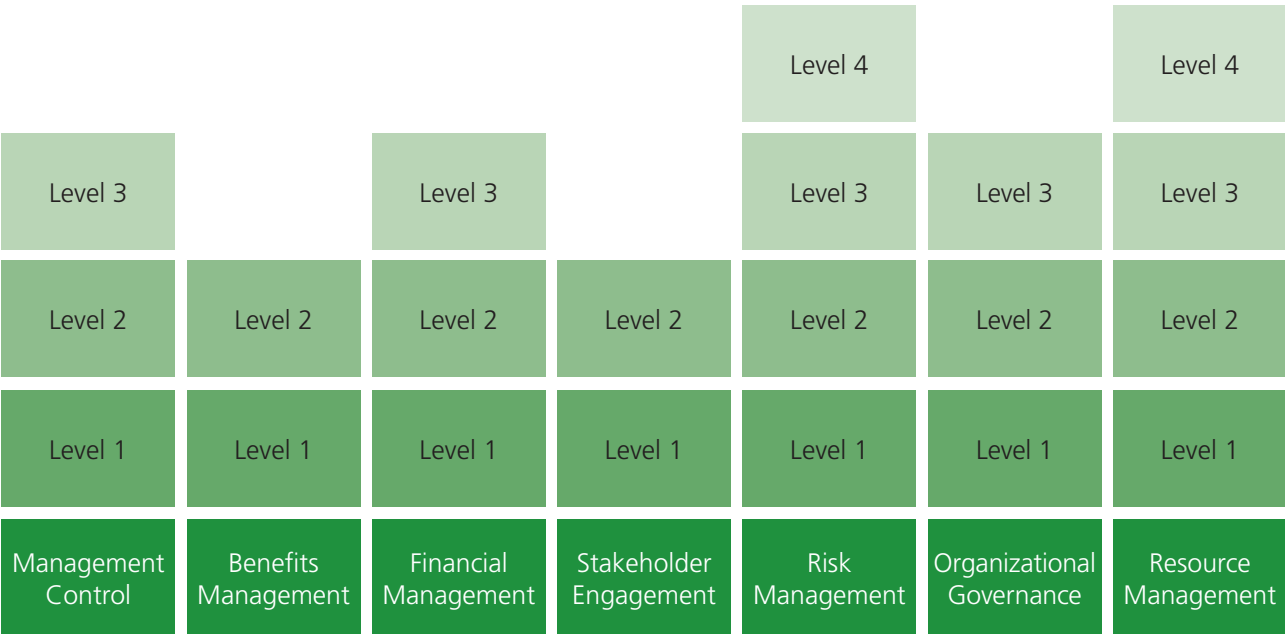 Level 4
Level 4
Level 3
Level 3
Level 3
Level 3
Level 3
Level 2
Level 2
Level 2
Level 2
Level 2
Level 2
Level 2
Level 1
Level 1
Level 1
Level 1
Level 1
Level 1
Level 1
Management
Control
Benefits
Management
Financial
Management
Stakeholder
Engagement
Risk
Management
Organizational
Governance
Resource
Management